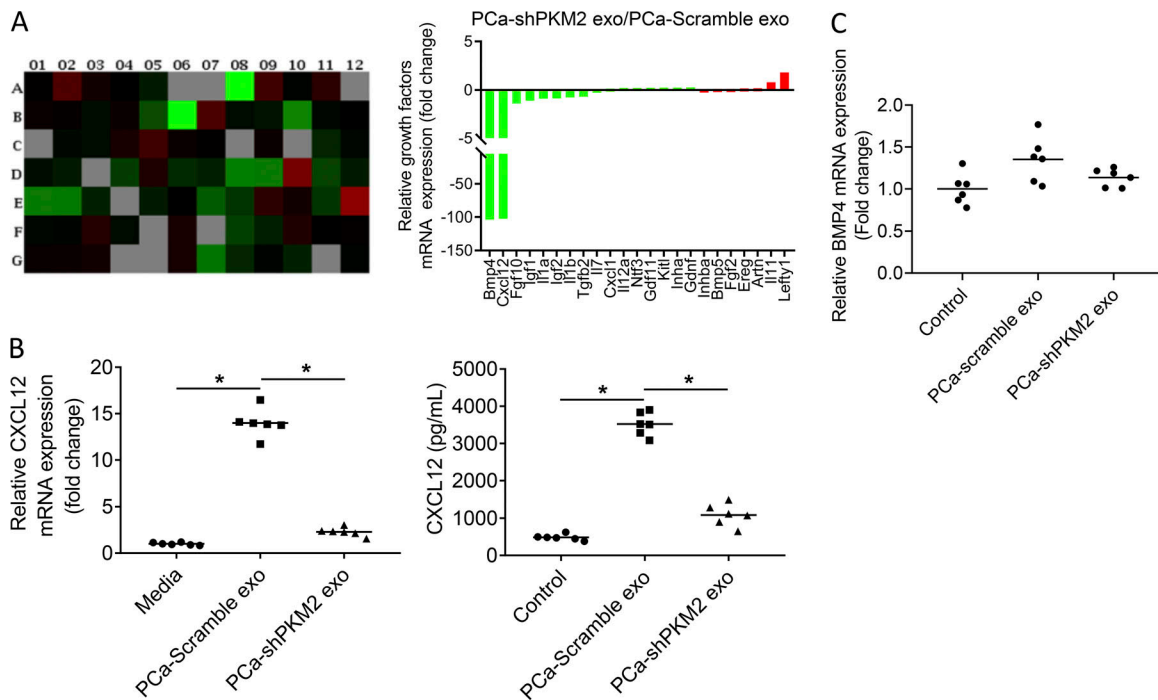 A
01 02 03 04 05 06 07 08 09 10 11 12
A
B
C
D
E
F
G
PCa-shPKM2 exo/PCa-Scramble exo
Relative growth factors
mRNA expression (fold change)
5
0
-5
-50
-100
-150
Bmp4
Cxcl12
Fgf10
Igf1
Il1a
Igf2
Il1b
Tgfb2
Il7
Cxcl1
Il12a
Ntf3
Gdf11
Kitl
Inha
Gdnf
Inhba
Bmp5
Fgf2
Ereg
Artn
Il11
Lefty1
C
Relative BMP4 mRNA expression
(Fold change)
2.0
1.5
1.0
0.5
0.0
Control
PCa-scramble exo
PCa-shPKM2 exo
B
Relative CXCL12
mRNA expression
(fold change)
20
15
10
5
0
* *
Media
PCa-Scramble exo
PCa-shPKM2 exo
CXCL12 (pg/mL)
5000
4000
3000
2000
1000
0
* *
Control
PCa-Scramble exo
PCa-shPKM2 exo